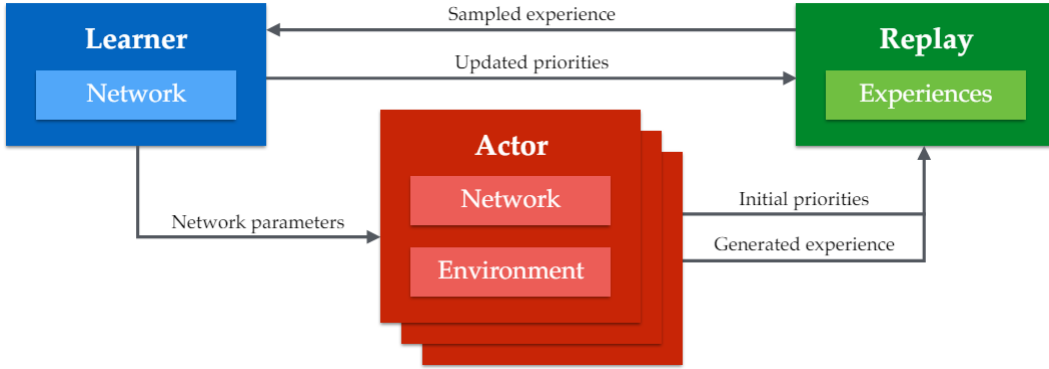 Sampled experience
Learner
Replay
Updated priorities
Network
Experiences
Actor
Network
Initial priorities
Network parameters
Generated experience
Environment